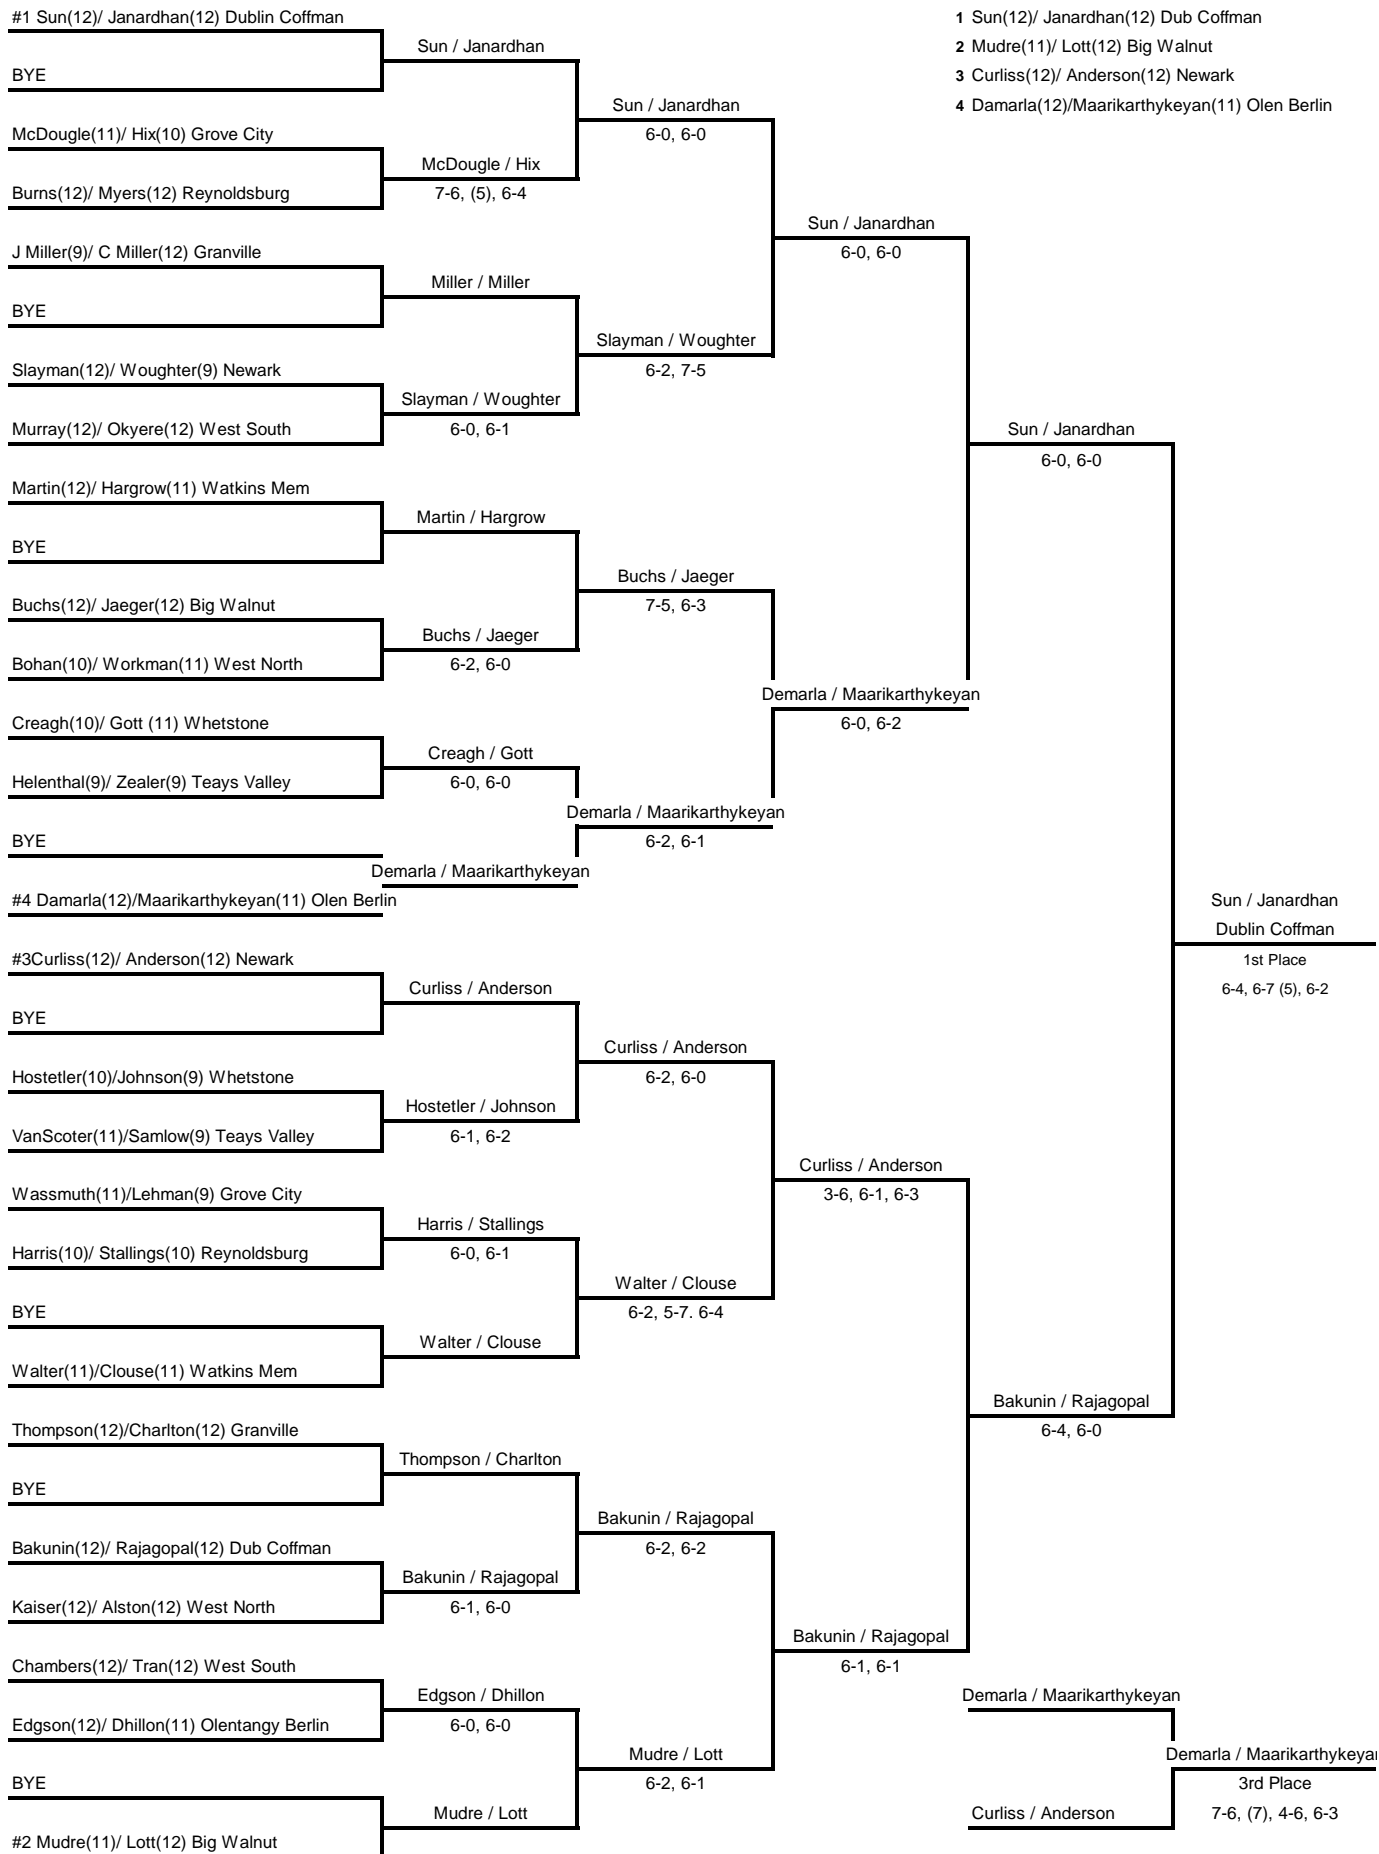 #1 Sun(12)/ Janardhan(12) Dublin Coffman
BYE
McDougle(11)/ Hix(10) Grove City
Burns(12)/ Myers(12) Reynoldsburg
J Miller(9)/ C Miller(12) Granville
BYE
Slayman(12)/ Woughter(9) Newark
Murray(12)/ Okyere(12) West South
Martin(12)/ Hargrow(11) Watkins Mem
BYE
Buchs(12)/ Jaeger(12) Big Walnut
Bohan(10)/ Workman(11) West North
Creagh(10)/ Gott (11) Whetstone
Helenthal(9)/ Zealer(9) Teays Valley
BYE
#4 Damarla(12)/Maarikarthykeyan(11) Olen Berlin
#3Curliss(12)/ Anderson(12) Newark
BYE
Hostetler(10)/Johnson(9) Whetstone
VanScoter(11)/Samlow(9) Teays Valley
Wassmuth(11)/Lehman(9) Grove City
Harris(10)/ Stallings(10) Reynoldsburg
BYE
Walter(11)/Clouse(11) Watkins Mem
Thompson(12)/Charlton(12) Granville
BYE
Bakunin(12)/ Rajagopal(12) Dub Coffman
Kaiser(12)/ Alston(12) West North
Chambers(12)/ Tran(12) West South
Edgson(12)/ Dhillon(11) Olentangy Berlin
BYE
#2 Mudre(11)/ Lott(12) Big Walnut
Sun / Janardhan
McDougle / Hix
7-6, (5), 6-4
Miller / Miller
Slayman / Woughter
6-0, 6-1
Martin / Hargrow
Buchs / Jaeger
6-2, 6-0
Creagh / Gott
6-0, 6-0
Demarla / Maarikarthykeyan
Curliss / Anderson
Hostetler / Johnson
6-1, 6-2
Harris / Stallings
6-0, 6-1
Walter / Clouse
Thompson / Charlton
Bakunin / Rajagopal
6-1, 6-0
Edgson / Dhillon
6-0, 6-0
Mudre / Lott
Sun / Janardhan
6-0, 6-0
Slayman / Woughter
6-2, 7-5
Buchs / Jaeger
7-5, 6-3
Demarla / Maarikarthykeyan
6-2, 6-1
Curliss / Anderson
6-2, 6-0
Walter / Clouse
6-2, 5-7. 6-4
Bakunin / Rajagopal
6-2, 6-2
Mudre / Lott
6-2, 6-1
Sun / Janardhan
6-0, 6-0
Demarla / Maarikarthykeyan
6-0, 6-2
Curliss / Anderson
3-6, 6-1, 6-3
Bakunin / Rajagopal
6-1, 6-1
1 Sun(12)/ Janardhan(12) Dub Coffman
2 Mudre(11)/ Lott(12) Big Walnut
3 Curliss(12)/ Anderson(12) Newark
4 Damarla(12)/Maarikarthykeyan(11) Olen Berlin
Sun / Janardhan
6-0, 6-0
Bakunin / Rajagopal
6-4, 6-0
Demarla / Maarikarthykeyan
Curliss / Anderson
Sun / Janardhan
Dublin Coffman
1st Place
6-4, 6-7 (5), 6-2
Demarla / Maarikarthykeyan
3rd Place
7-6, (7), 4-6, 6-3